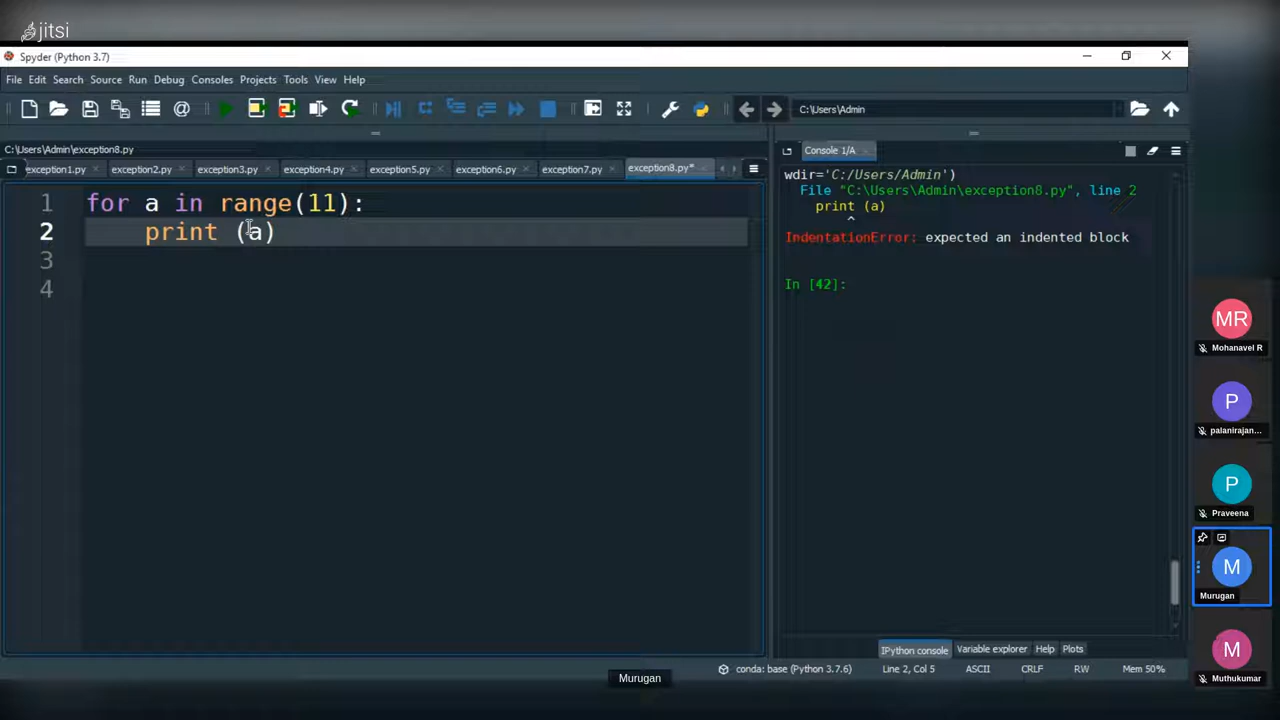 jitsi
Spyder (Python 3.7)
File Edit Search Source Run Debug Consoles Projects Tools View Help
C:\Users\Admin
C:\Users\Admin\exception8.py
exception1.py exception2.py exception3.py exception4.py exception5.py exception6.py exception7.py exception8.py*
1 for a in range(11):
2 print (a)
3
4
Console 1/A
wdir='C:/Users/Admin')
File "C:\Users\Admin\exception8.py", line 2
print (a)
^
IndentationError: expected an indented block
In [42]:
IPython console Variable explorer Help Plots
conda: base (Python 3.7.6) Line 2, Col 5 ASCII CRLF RW Mem 50%
Murugan
MR
Mohanavel R
P
palanirajan...
P
Praveena
M
Murugan
M
Muthukumar